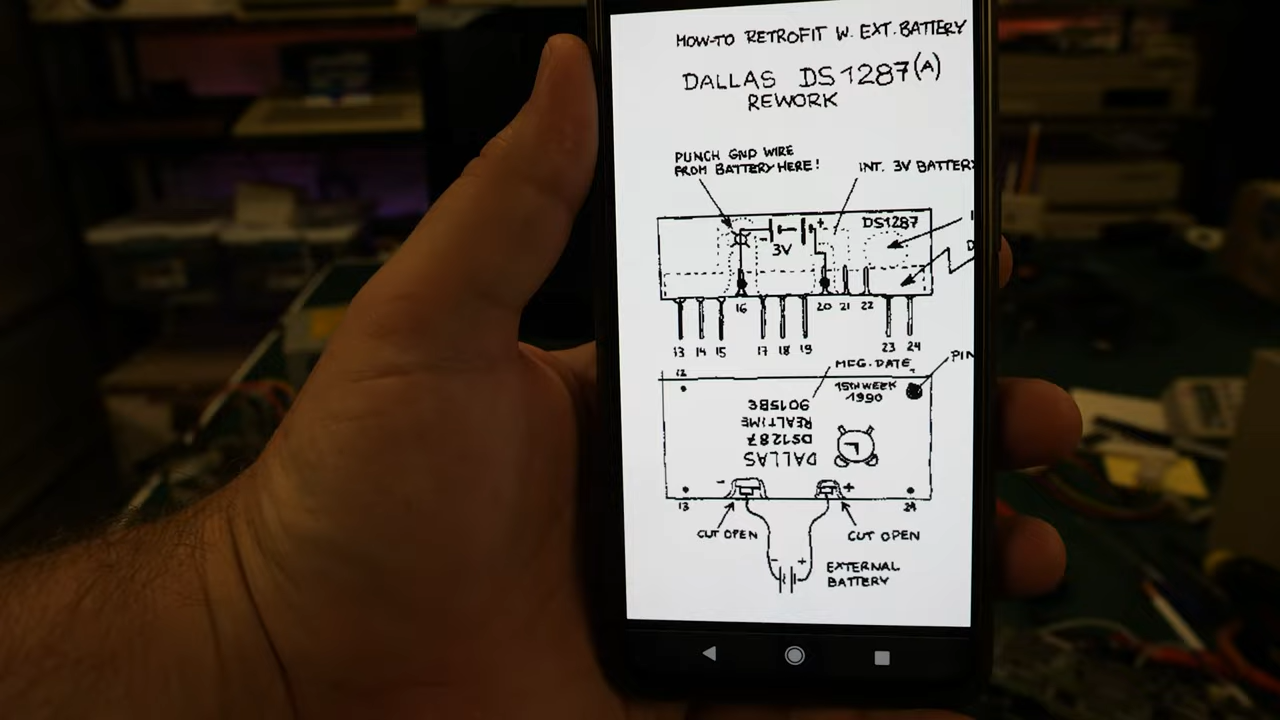 HOW-TO RETROFIT W. EXT. BATTERY
DALLAS DS1287(A)
REWORK
PUNCH GND WIRE
FROM BATTERY HERE!
INT. 3V BATTERY
DS1287
- +
3V
16 20 21 22
13 14 15 17 18 19 23 24
MFG. DATE
PIN
12
15TH WEEK
1990
9015B3
REALTIME
DS1287
DALLAS
- +
13 24
CUT OPEN CUT OPEN
- +
EXTERNAL
BATTERY